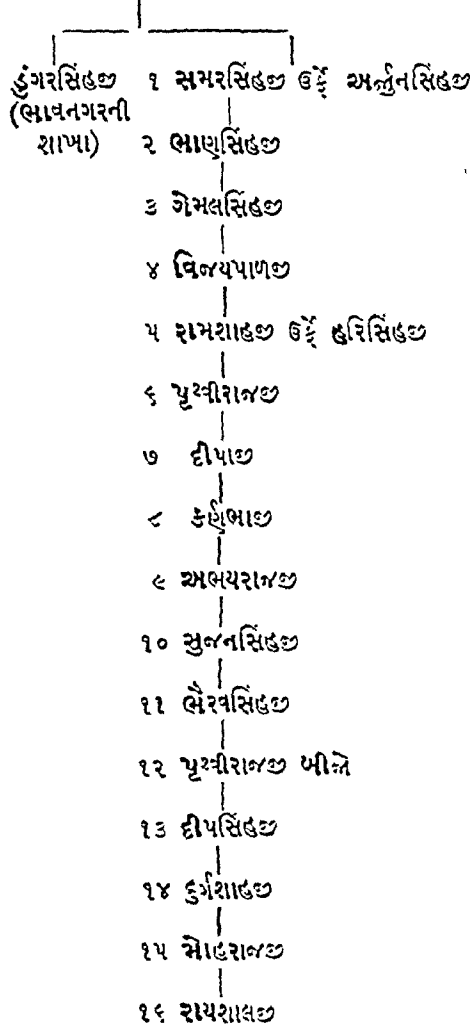 ડુંગરસિંહજી ૧ સમરસિંહજી ઉર્ફે અર્જુનસિંહજી
(ભાવનગરની
શાખા) ૨ ભાણસિંહજી
૩ ગેમલસિંહજી
૪ વિજયપાળજી
૫ રામશાહજી ઉર્ફે હરિસિંહજી
૬ પૃથ્વીરાજજી
૭ દીપાજી
૮ કર્ણભાજી
૯ અભયરાજજી
૧૦ સુજનસિંહજી
૧૧ ભૈરવસિંહજી
૧૨ પૃથ્વીરાજજી બીજો
૧૩ દીપસિંહજી
૧૪ દુર્ગશાહજી
૧૫ મોહરાજજી
૧૬ રાયશાલજી